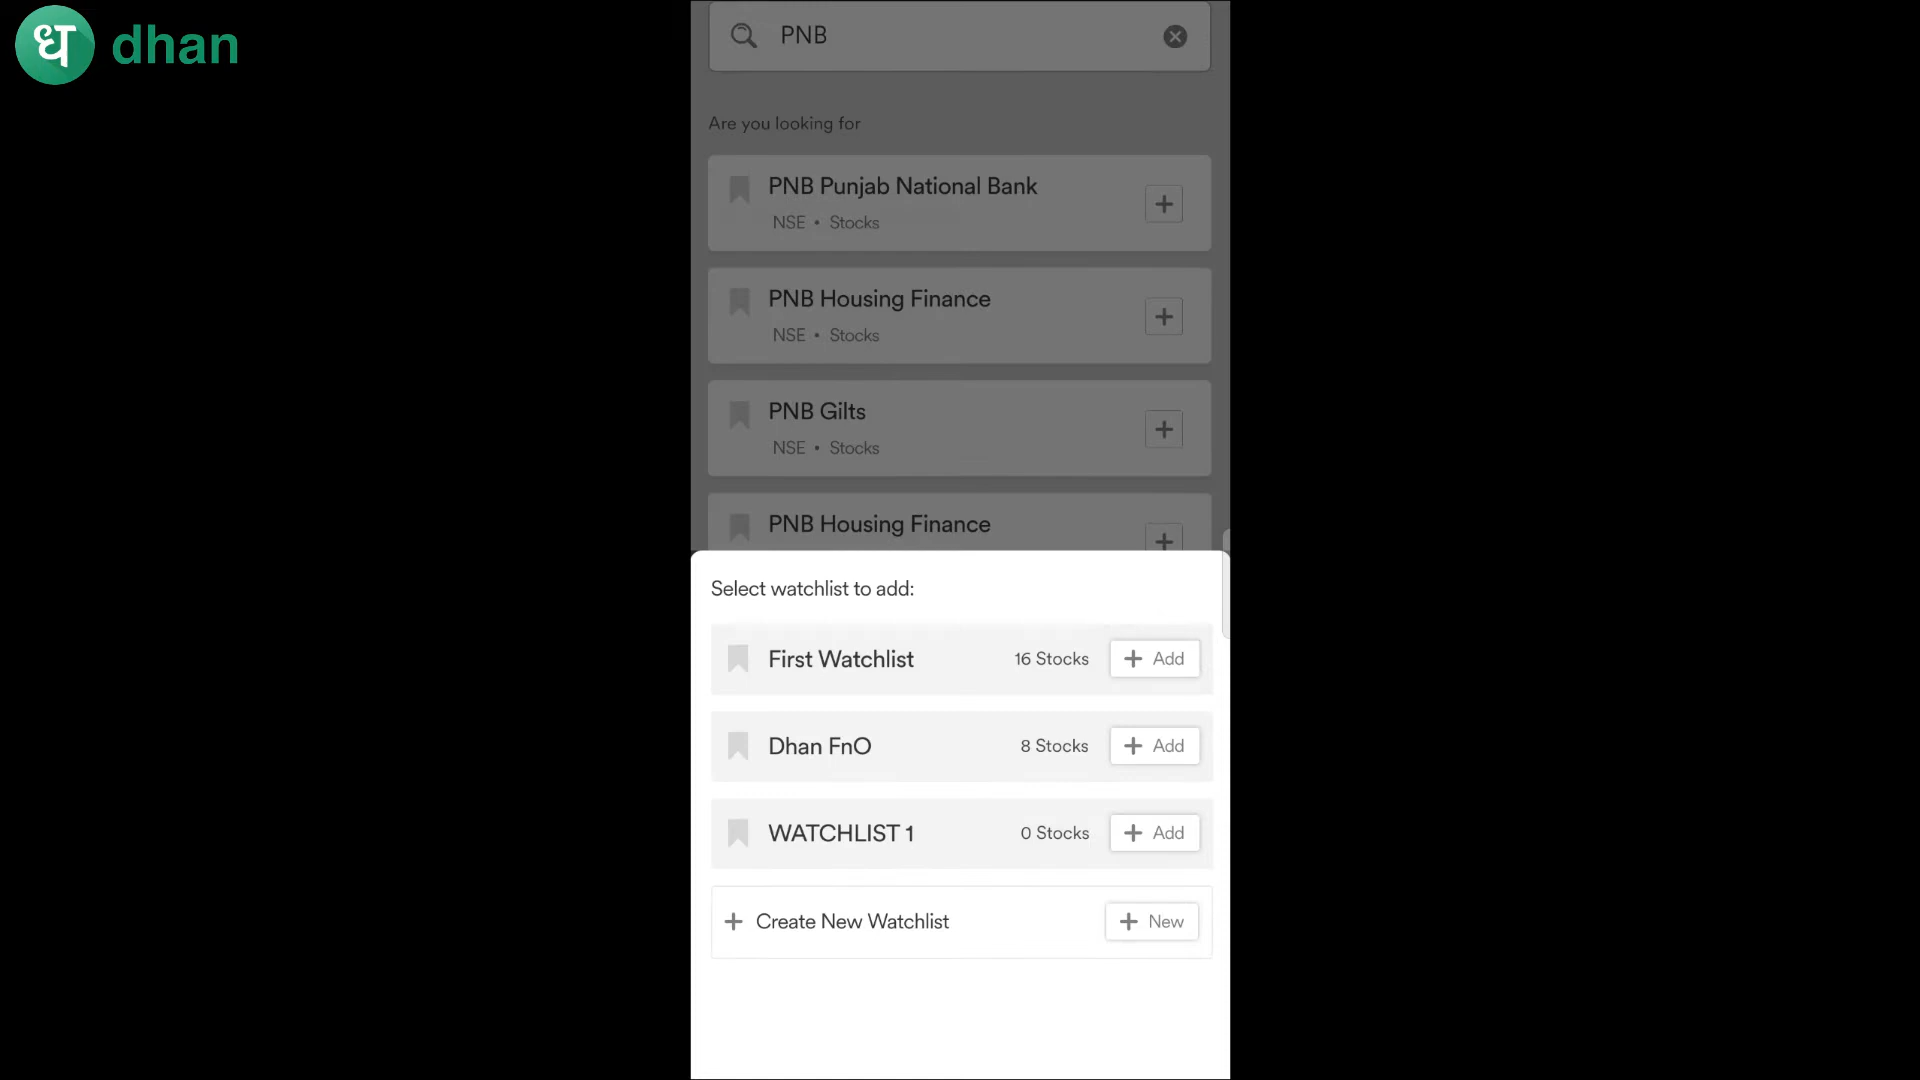 ध dhan
PNB
Are you looking for
PNB Punjab National Bank
NSE • Stocks
PNB Housing Finance
NSE • Stocks
PNB Gilts
NSE • Stocks
PNB Housing Finance
Select watchlist to add:
First Watchlist 16 Stocks + Add
Dhan FnO 8 Stocks + Add
WATCHLIST 1 0 Stocks + Add
+ Create New Watchlist + New